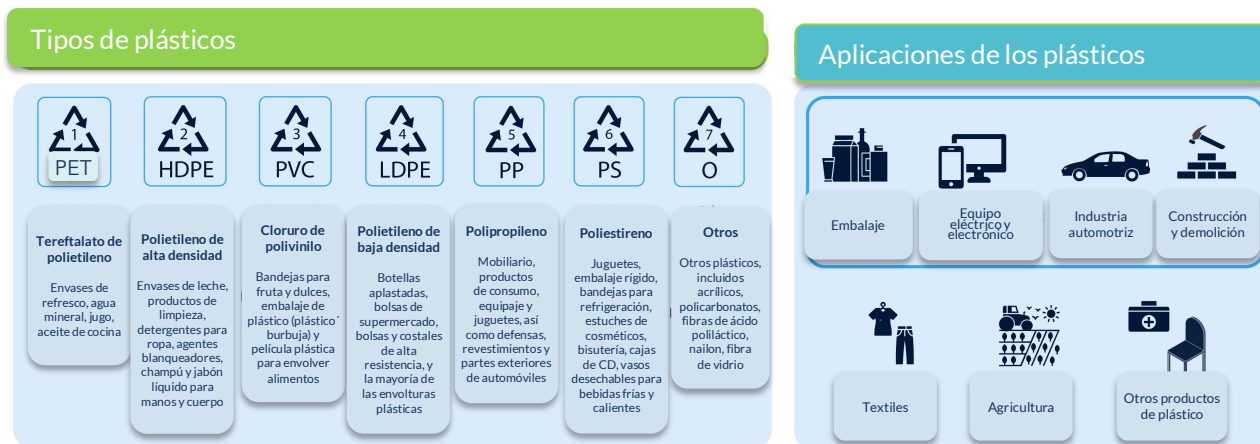 Tipos de plásticos
1
PET
2
HDPE
3
PVC
4
LDPE
5
PP
6
PS
7
O
Tereftalato de
polietileno
Envases de
refresco, agua
mineral, jugo,
aceite de cocina
Polietileno de
alta densidad
Envases de leche,
productos de
limpieza,
detergentes para
ropa, agentes
blanqueadores,
champú y jabón
líquido para
manos y cuerpo
Cloruro de
polivinilo
Bandejas para
fruta y dulces,
embalaje de
plástico (plástico´
burbuja) y
película plástica
para envolver
alimentos
Polietileno de
baja densidad
Botellas
aplastadas,
bolsas de
supermercado,
bolsas y costales
de alta
resistencia, y
la mayoría de
las envolturas
plásticas
Polipropileno
Mobiliario,
productos
de consumo,
equipaje y
juguetes, así
como defensas,
revestimientos y
partes exteriores
de automóviles
Poliestireno
Juguetes,
embalaje rígido,
bandejas para
refrigeración,
estuches de
cosméticos,
bisutería, cajas
de CD, vasos
desechables para
bebidas frías y
calientes
Otros
Otros plásticos,
incluidos
acrílicos,
policarbonatos,
fibras de ácido
poliláctico,
nailon, fibra
de vidrio
Aplicaciones de los plásticos
Embalaje
Equipo
eléctrico y
electrónico
Industria
automotriz
Construcción
y demolición
Textiles
Agricultura
Otros productos
de plástico